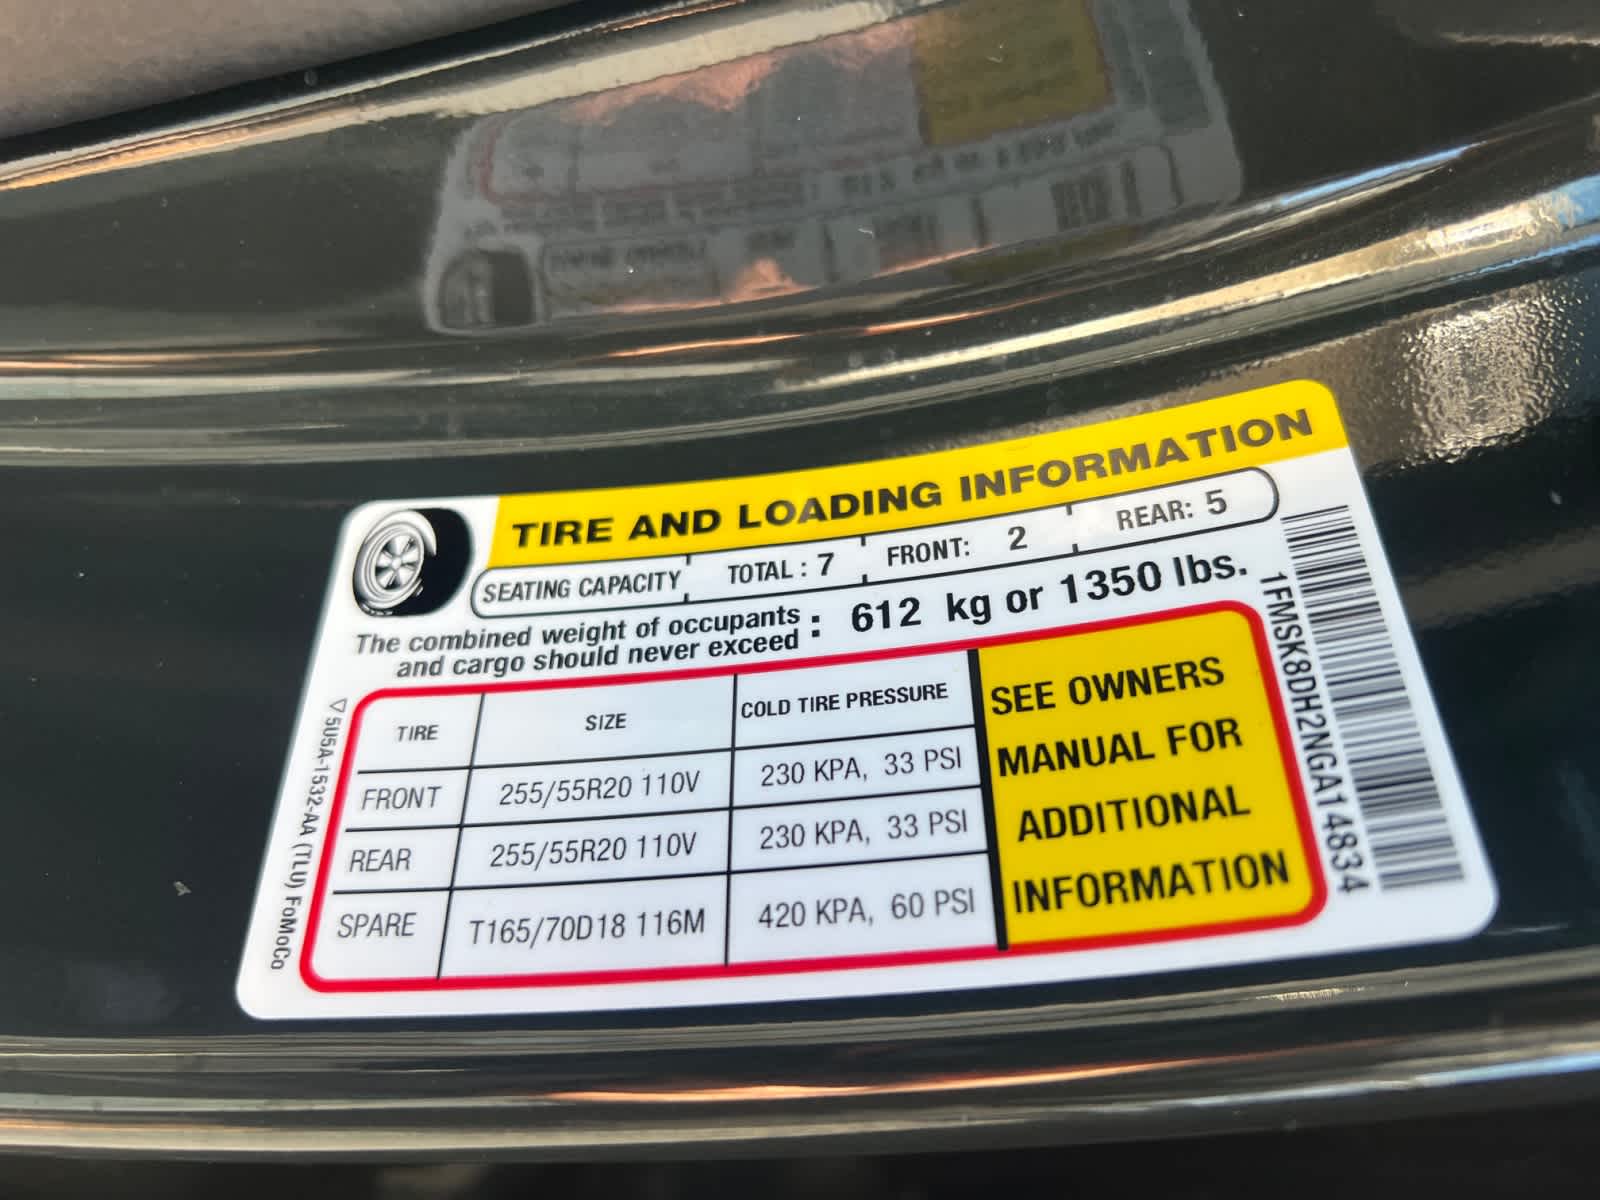 TIRE AND LOADING INFORMATION
SEATING CAPACITY TOTAL : 7 FRONT: 2 REAR: 5
The combined weight of occupants
and cargo should never exceed : 612 kg or 1350 lbs.
TIRE SIZE COLD TIRE PRESSURE
FRONT 255/55R20 110V 230 KPA, 33 PSI
REAR 255/55R20 110V 230 KPA, 33 PSI
SPARE T165/70D18 116M 420 KPA, 60 PSI
SEE OWNERS
MANUAL FOR
ADDITIONAL
INFORMATION
5U5A-1532-AA (TLU) FoMoCo
1FMSK8DH2NGA14834